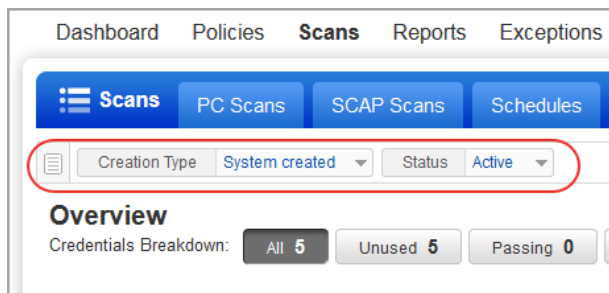 Dashboard Policies Scans Reports Exceptions
Scans PC Scans SCAP Scans Schedules
Creation Type System created Status Active
Overview
Credentials Breakdown: All 5 Unused 5 Passing 0